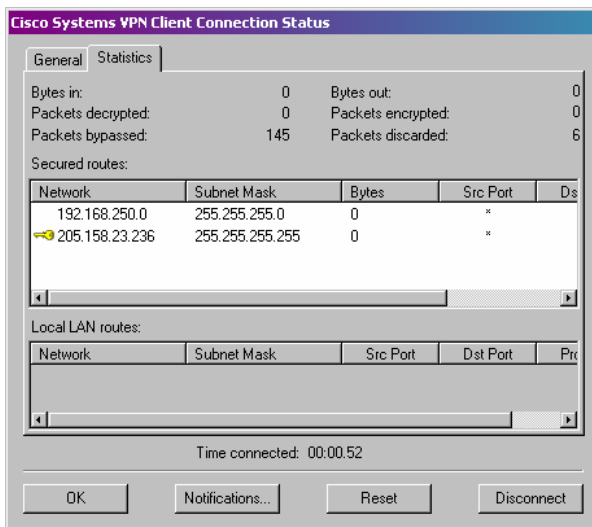 Cisco Systems VPN Client Connection Status
General Statistics
Bytes in: 0 Bytes out: 0
Packets decrypted: 0 Packets encrypted: 0
Packets bypassed: 145 Packets discarded: 6
Secured routes:
Network Subnet Mask Bytes Src Port Ds
192.168.250.0 255.255.255.0 0 *
205.158.23.236 255.255.255.255 0 *
Local LAN routes:
Network Subnet Mask Src Port Dst Port Pro
Time connected: 00:00.52
OK Notifications... Reset Disconnect